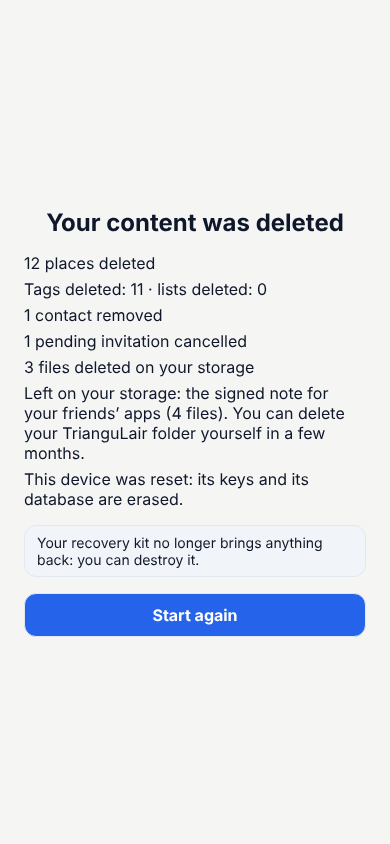 Your content was deleted
12 places deleted
Tags deleted: 11 · lists deleted: 0
1 contact removed
1 pending invitation cancelled
3 files deleted on your storage
Left on your storage: the signed note for
your friends’ apps (4 files). You can delete
your TrianguLair folder yourself in a few
months.
This device was reset: its keys and its
database are erased.
Your recovery kit no longer brings anything
back: you can destroy it.
Start again